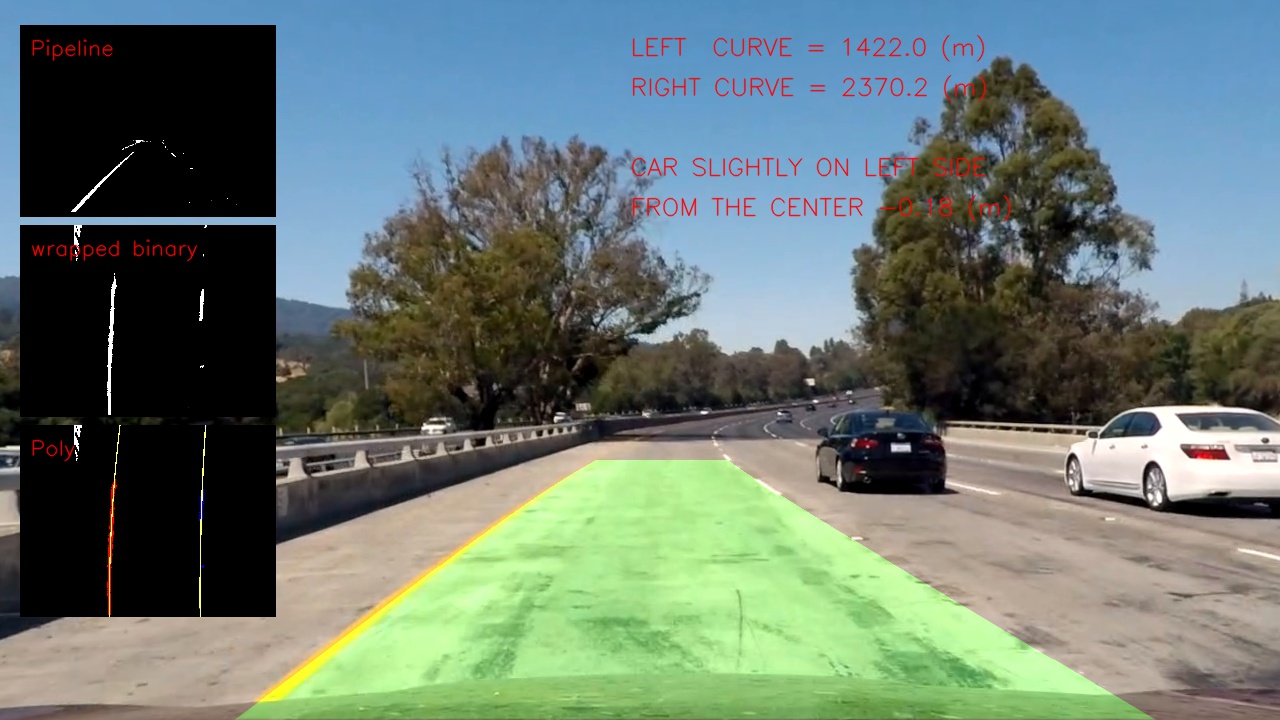 Pipeline
LEFT CURVE = 1422.0 (m)
RIGHT CURVE = 2370.2 (m)
CAR SLIGHTLY ON LEFT SIDE
FROM THE CENTER -0.18 (m)
wrapped binary
Poly